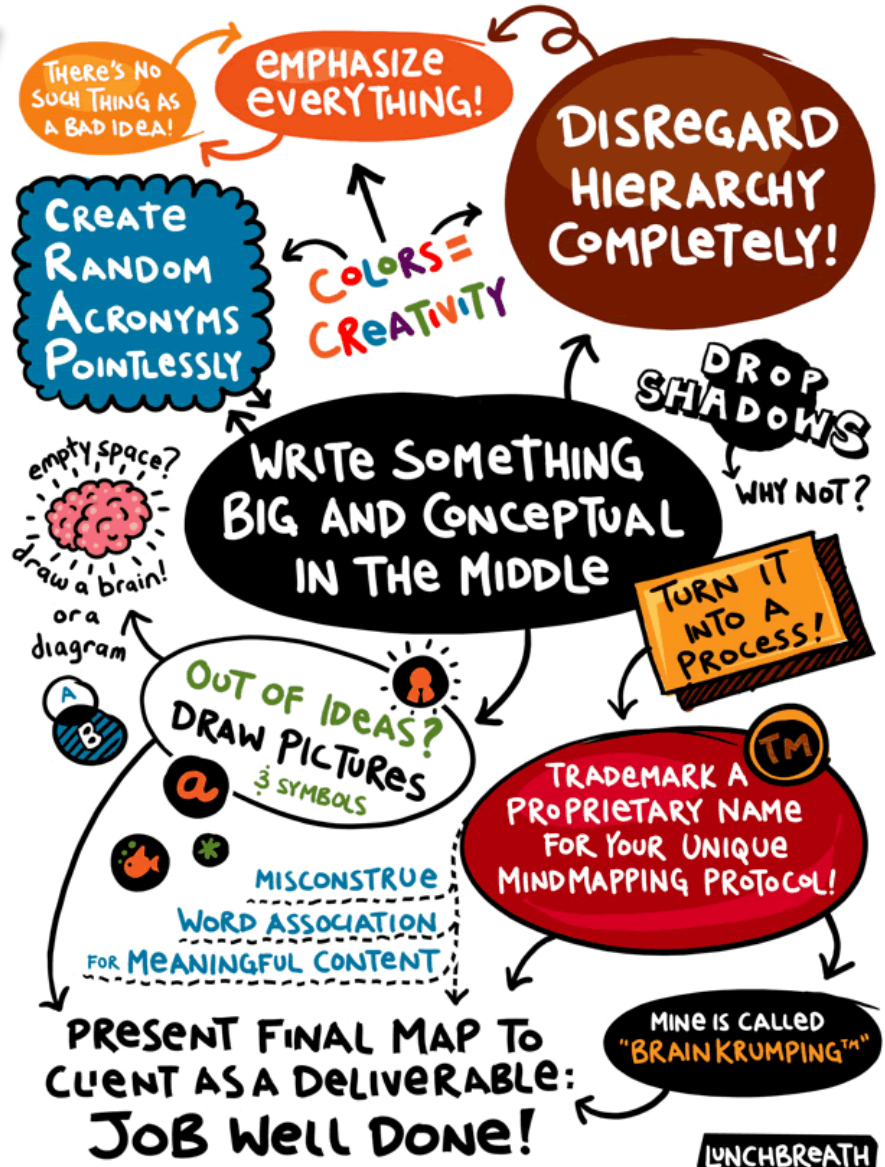 THERE'S NO
SUCH THING AS
A BAD IDEA!
EMPHASIZE
EVERYTHING!
DISREGARD
HIERARCHY
COMPLETELY!
CREATE
RANDOM
ACRONYMS
POINTLESSLY
COLORS =
CREATIVITY
DROP
SHADOWS
WHY NOT?
empty space?
draw a brain!
or a
diagram
A
B
WRITE SOMETHING
BIG AND CONCEPTUAL
IN THE MIDDLE
TURN IT
INTO A
PROCESS!
OUT OF IDEAS?
DRAW PICTURES
& SYMBOLS
a
*
TM
TRADEMARK A
PROPRIETARY NAME
FOR YOUR UNIQUE
MINDMAPPING PROTOCOL!
MISCONSTRUE
WORD ASSOCIATION
FOR MEANINGFUL CONTENT
MINE IS CALLED
"BRAIN KRUMPING™"
PRESENT FINAL MAP TO
CLIENT AS A DELIVERABLE:
JOB WELL DONE!
LUNCHBREATH